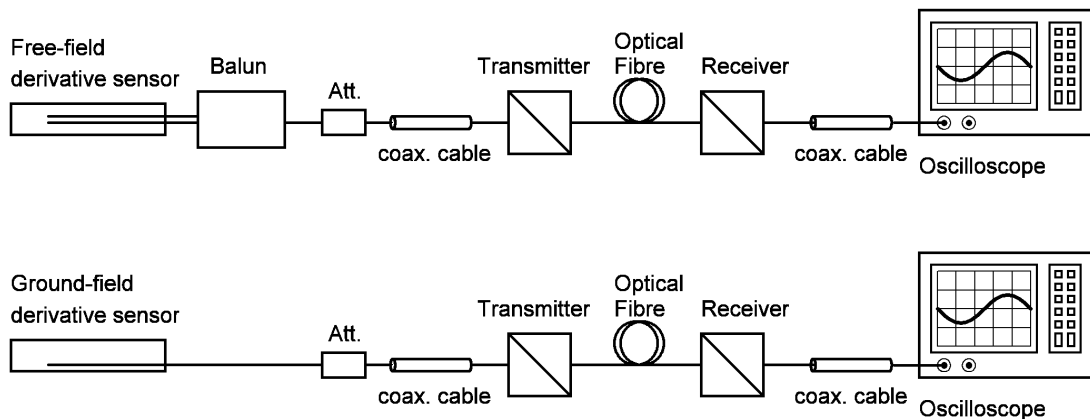 Free-field
derivative sensor
Balun
Att.
coax. cable
Transmitter
Optical
Fibre
Receiver
coax. cable
Oscilloscope
Ground-field
derivative sensor
Att.
coax. cable
Transmitter
Optical
Fibre
Receiver
coax. cable
Oscilloscope